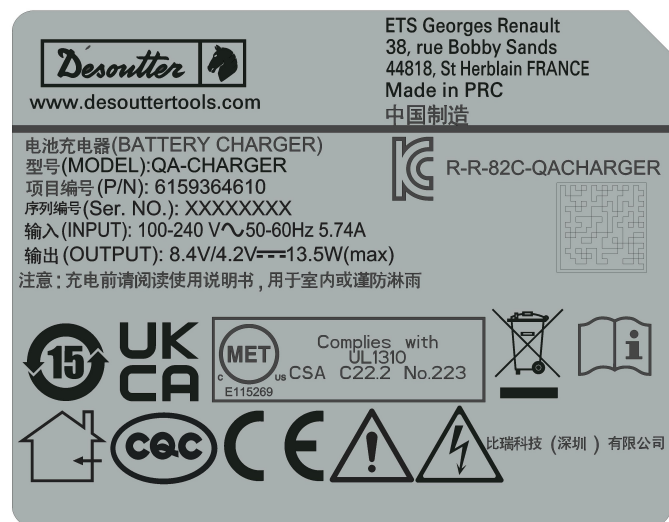 Desoutter
www.desouttertools.com
ETS Georges Renault
38, rue Bobby Sands
44818, St Herblain FRANCE
Made in PRC
中国制造
电池充电器(BATTERY CHARGER)
型号(MODEL):QA-CHARGER
项目编号(P/N): 6159364610
序列编号(Ser. NO.): XXXXXXXX
输入(INPUT): 100-240 V~50-60Hz 5.74A
输出(OUTPUT): 8.4V/4.2V⎓13.5W(max)
注意:充电前请阅读使用说明书,用于室内或谨防淋雨
KC
R-R-82C-QACHARGER
15
UK
CA
c MET us
E115269
Complies with
UL1310
CSA C22.2 No.223
i
CQC
CE
!
比瑞科技(深圳)有限公司